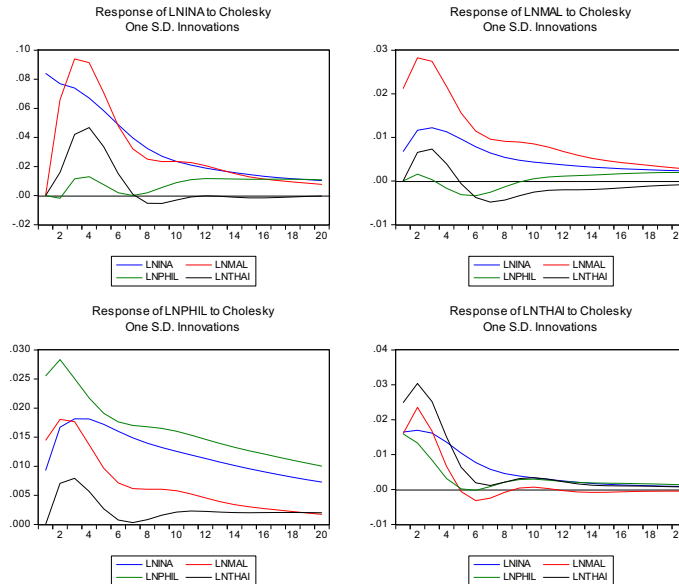 Response of LNINA to Cholesky
One S.D. Innovations
.10
.08
.06
.04
.02
.00
-.02
2 4 6 8 10 12 14 16 18 20
LNINA LNMAL
LNPHIL LNTHAI
Response of LNMAL to Cholesky
One S.D. Innovations
.03
.02
.01
.00
-.01
2 4 6 8 10 12 14 16 18 2
LNINA LNMAL
LNPHIL LNTHAI
Response of LNPHIL to Cholesky
One S.D. Innovations
.030
.025
.020
.015
.010
.005
.000
2 4 6 8 10 12 14 16 18 20
LNINA LNMAL
LNPHIL LNTHAI
Response of LNTHAI to Cholesky
One S.D. Innovations
.04
.03
.02
.01
.00
-.01
2 4 6 8 10 12 14 16 18 2
LNINA LNMAL
LNPHIL LNTHAI